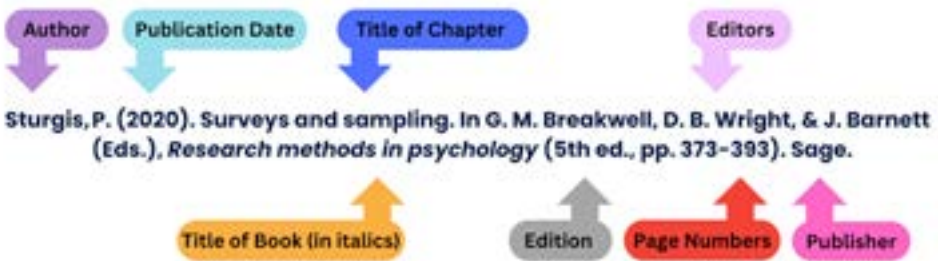 Author Publication Date Title of Chapter Editors
Sturgis, P. (2020). Surveys and sampling. In G. M. Breakwell, D. B. Wright, & J. Barnett
(Eds.), Research methods in psychology (5th ed., pp. 373-393). Sage.
Title of Book (in italics) Edition Page Numbers Publisher